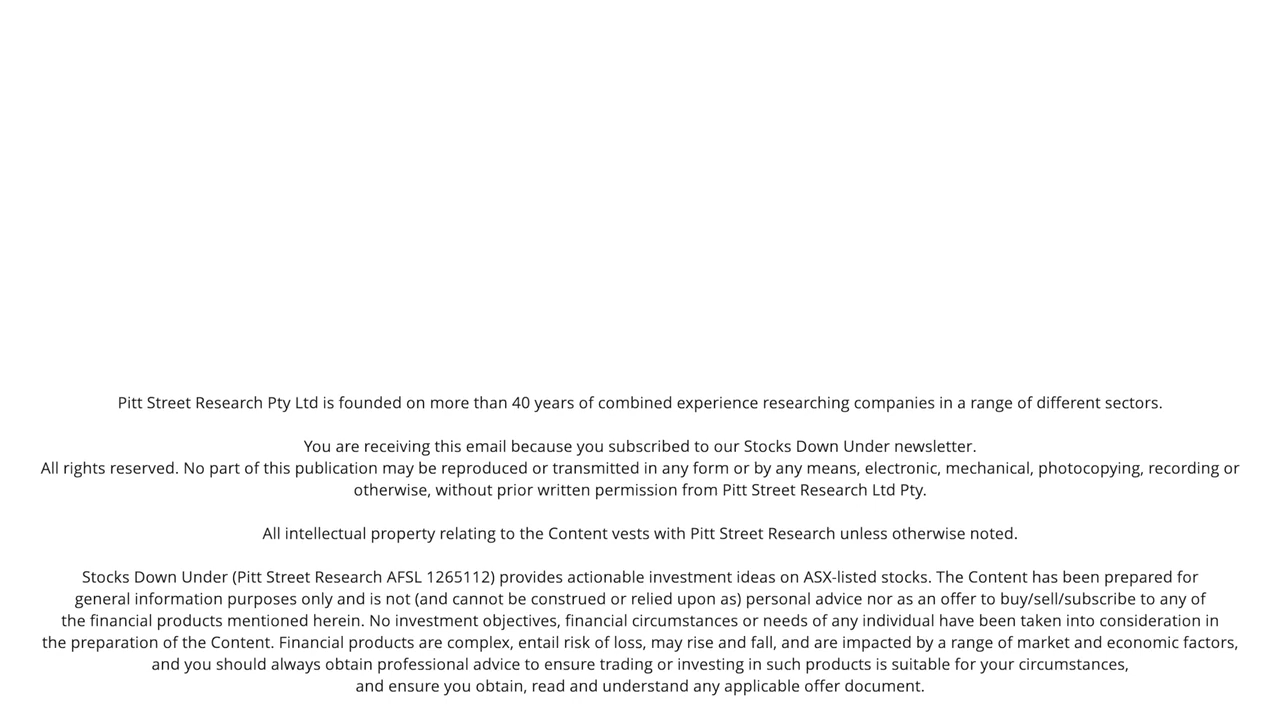 Pitt Street Research Pty Ltd is founded on more than 40 years of combined experience researching companies in a range of different sectors.
You are receiving this email because you subscribed to our Stocks Down Under newsletter.
All rights reserved. No part of this publication may be reproduced or transmitted in any form or by any means, electronic, mechanical, photocopying, recording or
otherwise, without prior written permission from Pitt Street Research Ltd Pty.
All intellectual property relating to the Content vests with Pitt Street Research unless otherwise noted.
Stocks Down Under (Pitt Street Research AFSL 1265112) provides actionable investment ideas on ASX-listed stocks. The Content has been prepared for
general information purposes only and is not (and cannot be construed or relied upon as) personal advice nor as an offer to buy/sell/subscribe to any of
the financial products mentioned herein. No investment objectives, financial circumstances or needs of any individual have been taken into consideration in
the preparation of the Content. Financial products are complex, entail risk of loss, may rise and fall, and are impacted by a range of market and economic factors,
and you should always obtain professional advice to ensure trading or investing in such products is suitable for your circumstances,
and ensure you obtain, read and understand any applicable offer document.